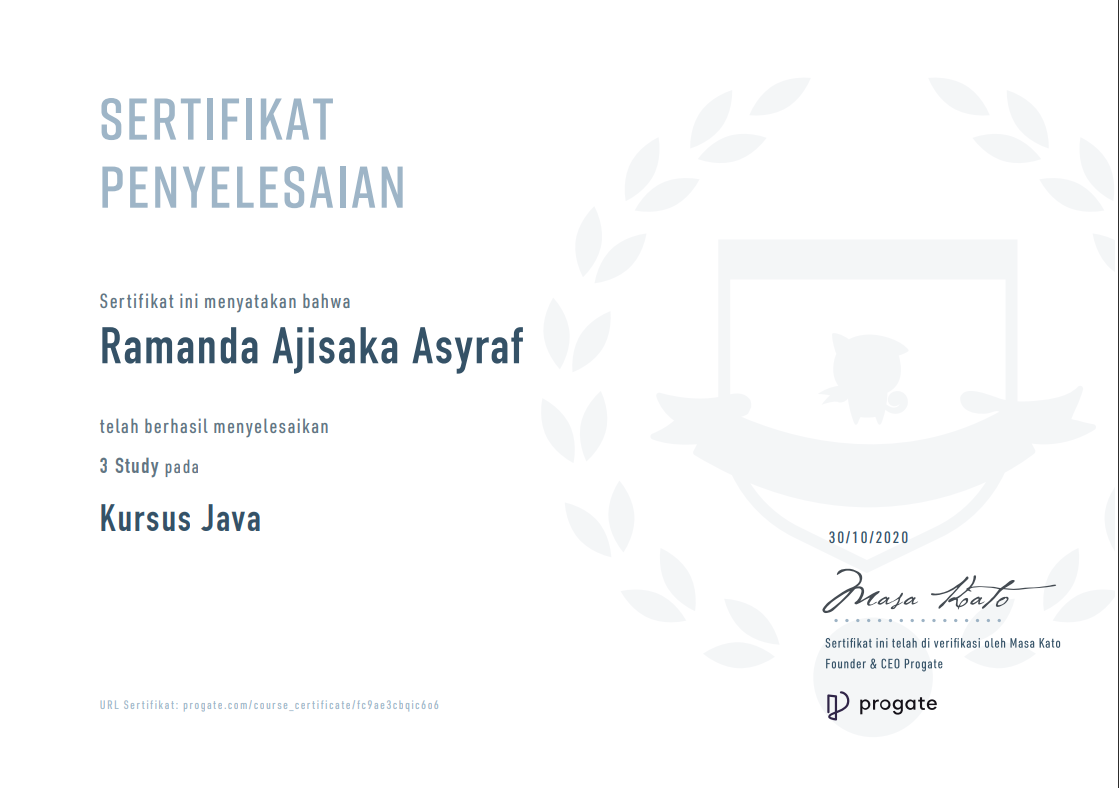 SERTIFIKAT
PENYELESAIAN
Sertifikat ini menyatakan bahwa
Ramanda Ajisaka Asyraf
telah berhasil menyelesaikan
3 Study pada
Kursus Java
30/10/2020
Masa Kato
Sertifikat ini telah di verifikasi oleh Masa Kato
Founder & CEO Progate
URL Sertifikat: progate.com/course_certificate/fc9ae3cbqic6o6
progate